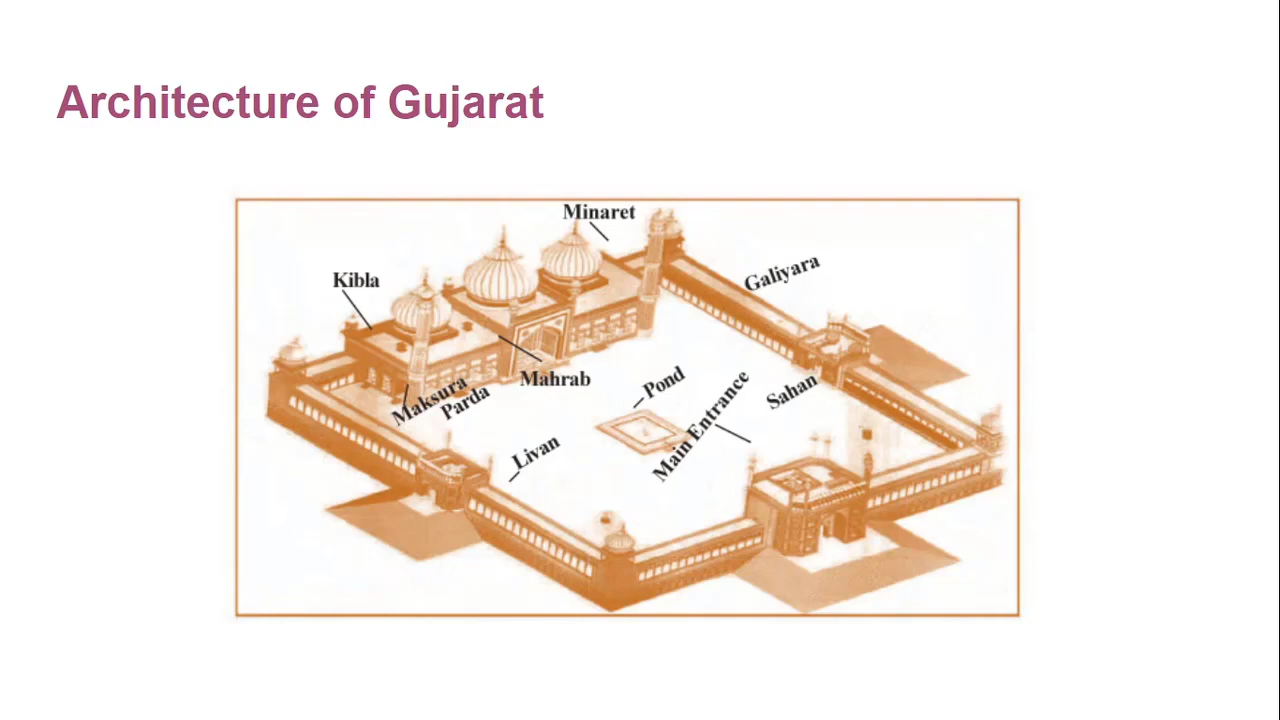 Architecture of Gujarat
Minaret
Galiyara
Kibla
Mahrab
Maksura
Parda
Pond
Sahan
Main Entrance
Livan